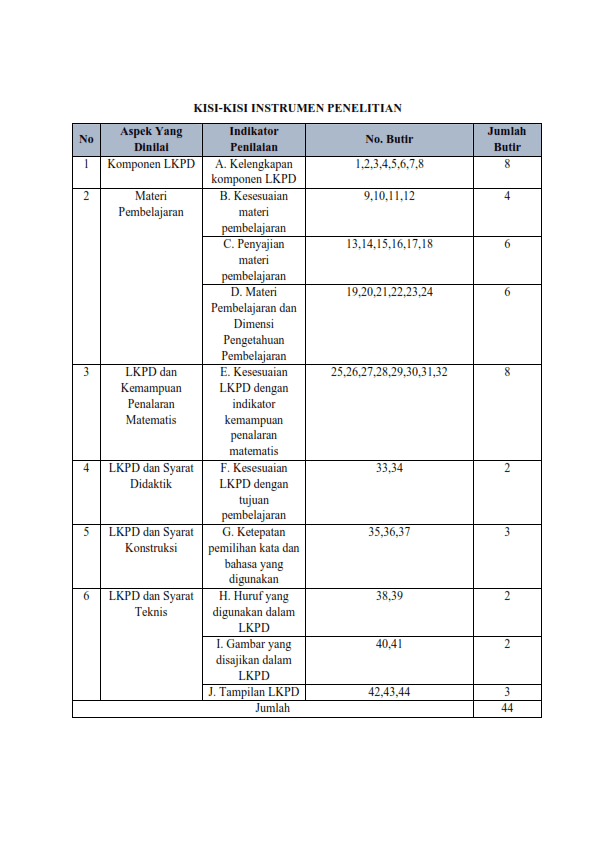 KISI-KISI INSTRUMEN PENELITIAN
No
Aspek Yang
Dinilai
Indikator
Penilaian
No. Butir
Jumlah
Butir
1
Komponen LKPD
A. Kelengkapan
komponen LKPD
1,2,3,4,5,6,7,8
8
2
Materi
Pembelajaran
B. Kesesuaian
materi
pembelajaran
9,10,11,12
4
C. Penyajian
materi
pembelajaran
13,14,15,16,17,18
6
D. Materi
Pembelajaran dan
Dimensi
Pengetahuan
Pembelajaran
19,20,21,22,23,24
6
3
LKPD dan
Kemampuan
Penalaran
Matematis
E. Kesesuaian
LKPD dengan
indikator
kemampuan
penalaran
matematis
25,26,27,28,29,30,31,32
8
4
LKPD dan Syarat
Didaktik
F. Kesesuaian
LKPD dengan
tujuan
pembelajaran
33,34
2
5
LKPD dan Syarat
Konstruksi
G. Ketepatan
pemilihan kata dan
bahasa yang
digunakan
35,36,37
3
6
LKPD dan Syarat
Teknis
H. Huruf yang
digunakan dalam
LKPD
38,39
2
I. Gambar yang
disajikan dalam
LKPD
40,41
2
J. Tampilan LKPD
42,43,44
3
Jumlah
44